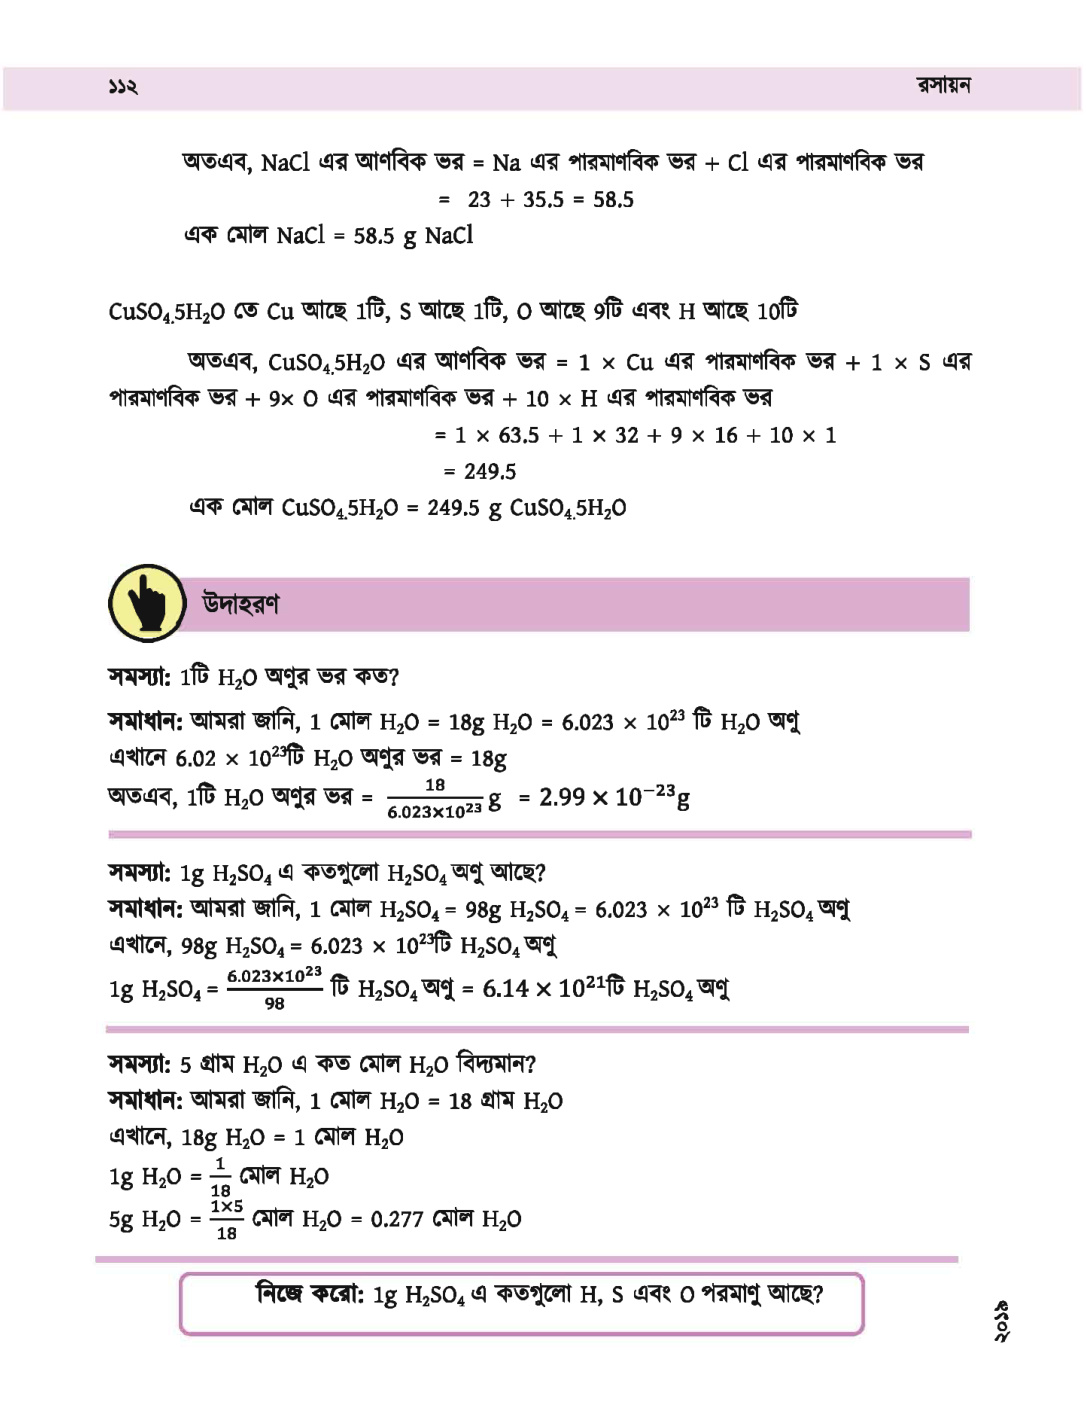 ১১২ রসায়ন
অতএব, NaCl এর আণবিক ভর = Na এর পারমাণবিক ভর + Cl এর পারমাণবিক ভর
= 23 + 35.5 = 58.5
এক মোল NaCl = 58.5 g NaCl
CuSO₄.5H₂O তে Cu আছে 1টি, S আছে 1টি, O আছে 9টি এবং H আছে 10টি
অতএব, CuSO₄.5H₂O এর আণবিক ভর = 1 × Cu এর পারমাণবিক ভর + 1 × S এর
পারমাণবিক ভর + 9× O এর পারমাণবিক ভর + 10 × H এর পারমাণবিক ভর
= 1 × 63.5 + 1 × 32 + 9 × 16 + 10 × 1
= 249.5
এক মোল CuSO₄.5H₂O = 249.5 g CuSO₄.5H₂O
উদাহরণ
সমস্যা: 1টি H₂O অণুর ভর কত?
সমাধান: আমরা জানি, 1 মোল H₂O = 18g H₂O = 6.023 × 10²³ টি H₂O অণু
এখানে 6.02 × 10²³টি H₂O অণুর ভর = 18g
অতএব, 1টি H₂O অণুর ভর = 18/6.023×10²³ g = 2.99 × 10⁻²³g
সমস্যা: 1g H₂SO₄ এ কতগুলো H₂SO₄ অণু আছে?
সমাধান: আমরা জানি, 1 মোল H₂SO₄ = 98g H₂SO₄ = 6.023 × 10²³ টি H₂SO₄ অণু
এখানে, 98g H₂SO₄ = 6.023 × 10²³টি H₂SO₄ অণু
1g H₂SO₄ = 6.023×10²³/98 টি H₂SO₄ অণু = 6.14 × 10²¹টি H₂SO₄ অণু
সমস্যা: 5 গ্রাম H₂O এ কত মোল H₂O বিদ্যমান?
সমাধান: আমরা জানি, 1 মোল H₂O = 18 গ্রাম H₂O
এখানে, 18g H₂O = 1 মোল H₂O
1g H₂O = 1/18 মোল H₂O
5g H₂O = 1×5/18 মোল H₂O = 0.277 মোল H₂O
নিজে করো: 1g H₂SO₄ এ কতগুলো H, S এবং O পরমাণু আছে?
২০১৯